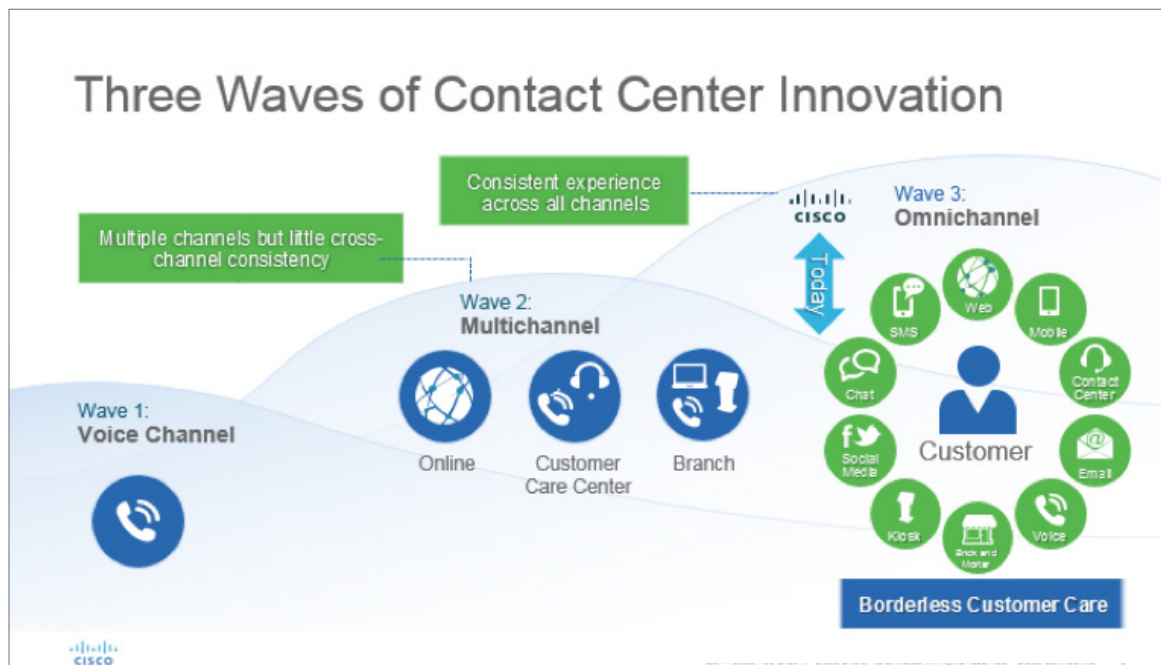 Three Waves of Contact Center Innovation
Consistent experience
across all channels
Multiple channels but little cross-
channel consistency
CISCO
Today
Wave 3:
Omnichannel
Wave 2:
Multichannel
Wave 1:
Voice Channel
Online
Customer
Care Center
Branch
Web
Mobile
Contact
Center
Email
Voice
Brick and
Mortar
Kiosk
Social
Media
Chat
SMS
Customer
Borderless Customer Care
CISCO